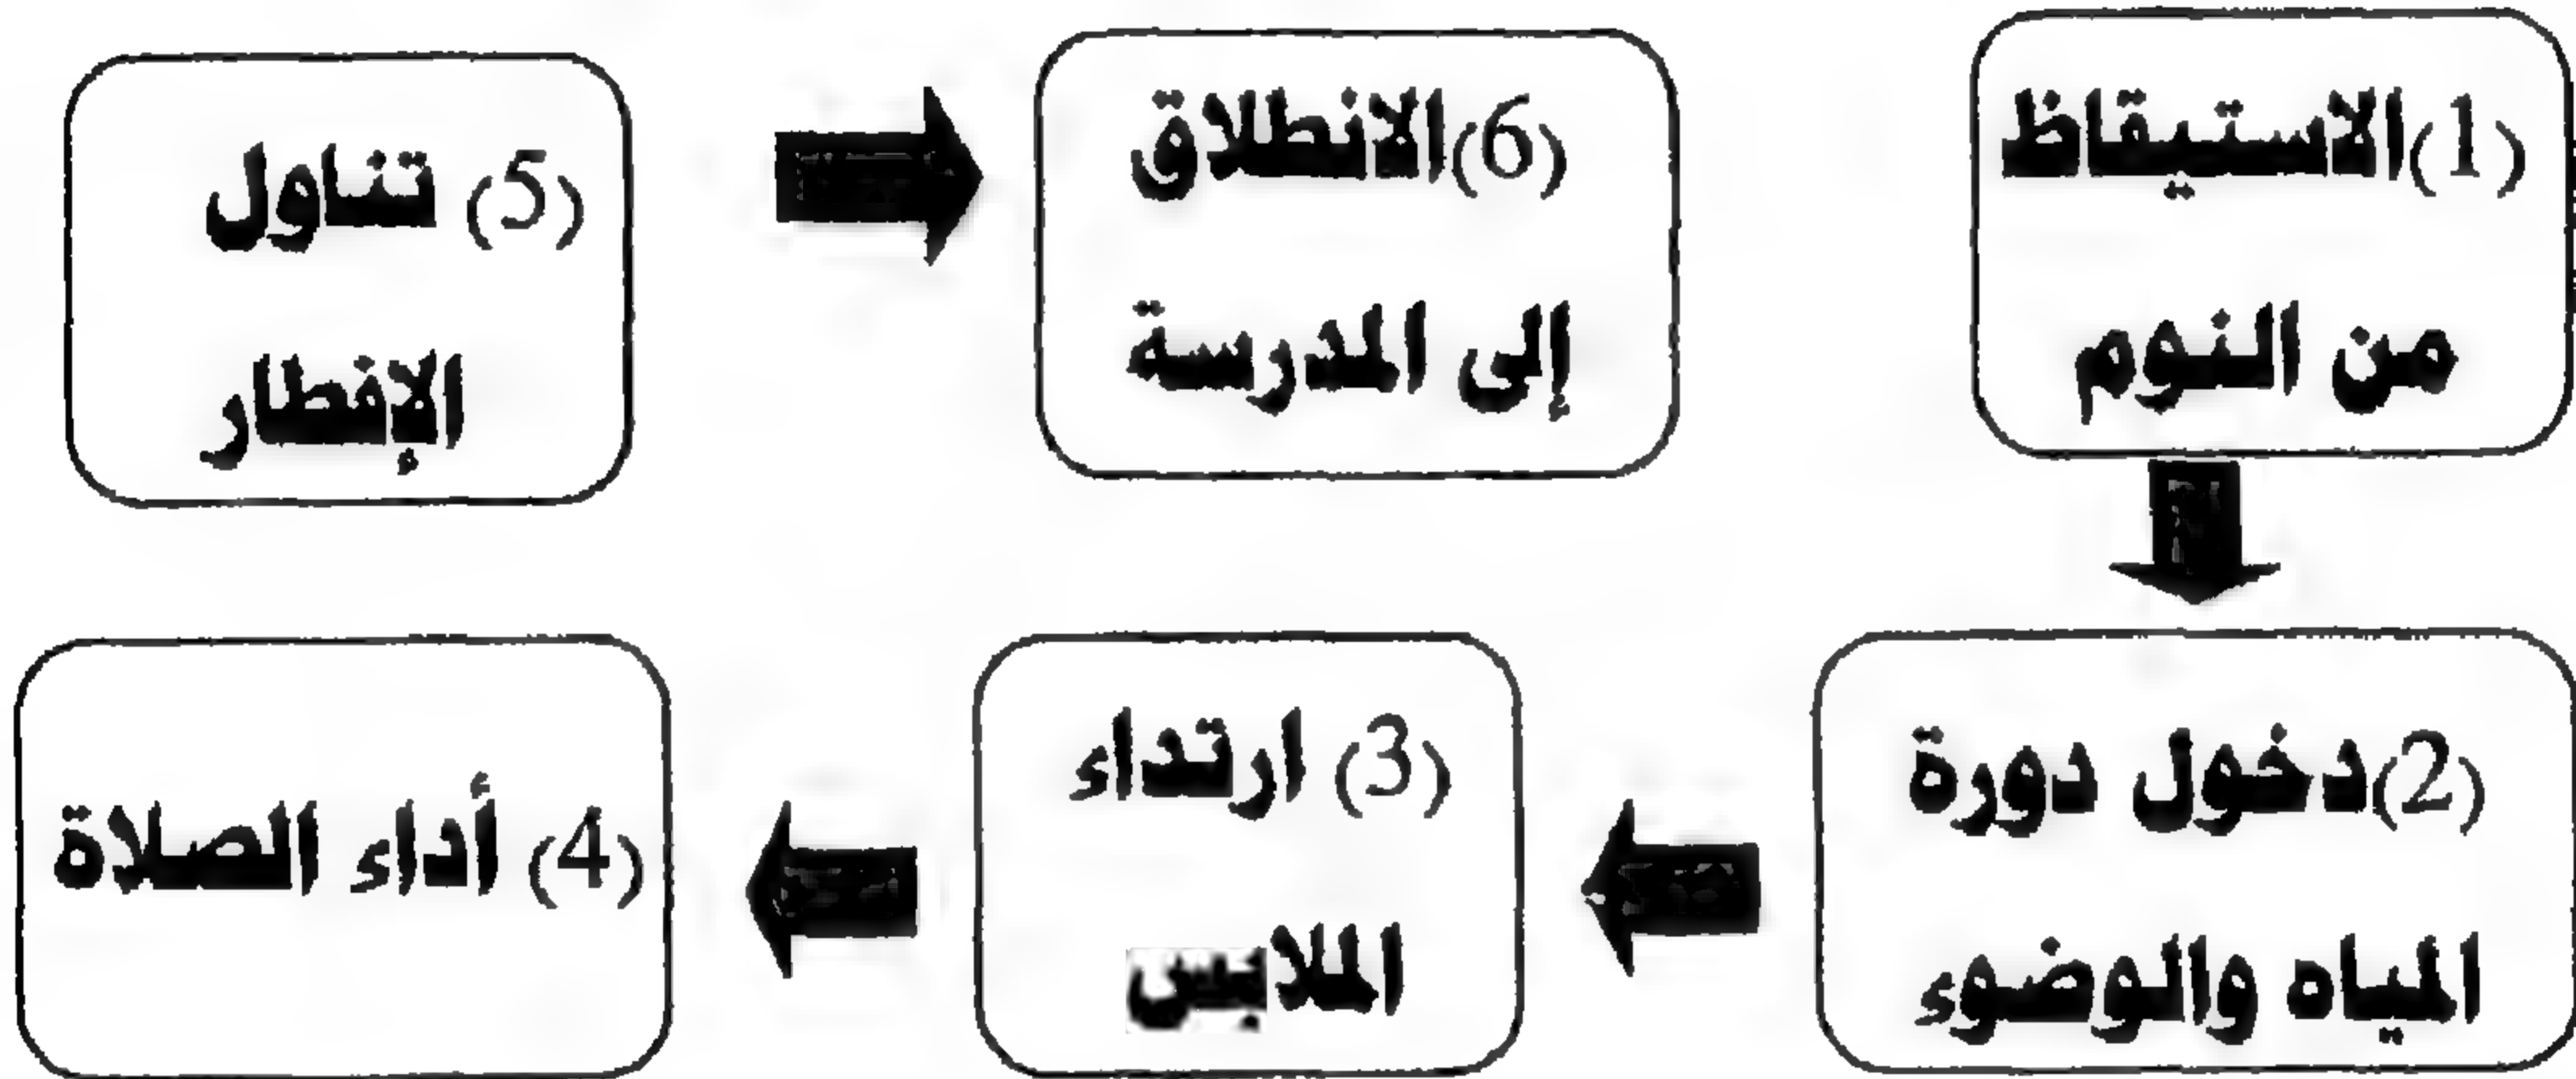 (1)الاستيقاظ
من النوم
(2)دخول دورة
المياه والوضوء
(3) ارتداء
الملابس
(4) أداء الصلاة
(5) تناول
الإفطار
(6)الانطلاق
إلى المدرسة